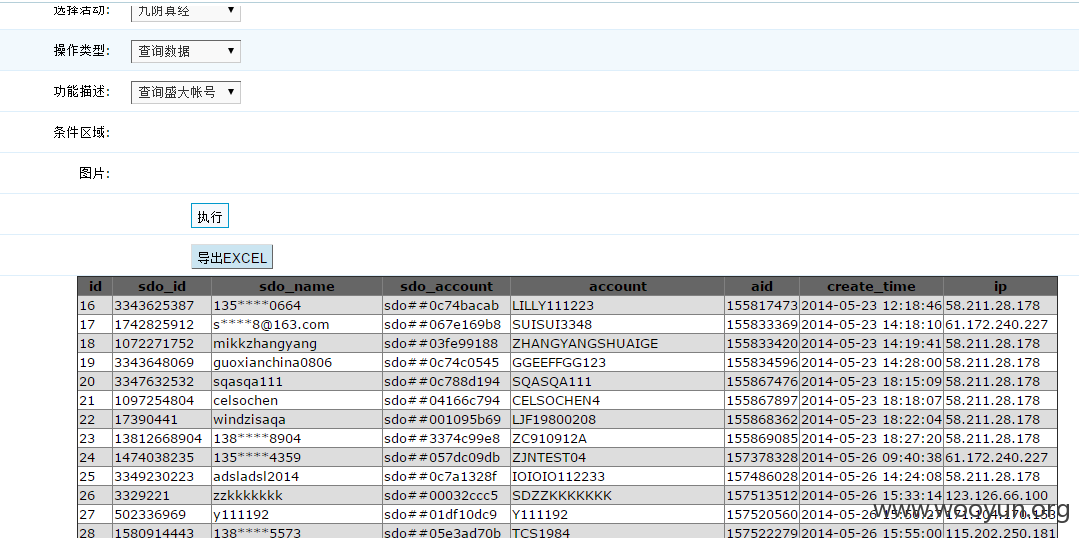 选择活动: 九阴真经
操作类型: 查询数据
功能描述: 查询盛大帐号
条件区域:
图片:
执行
导出EXCEL
id sdo_id sdo_name sdo_account account aid create_time ip
16 3343625387 135****0664 sdo##0c74bacab LILLY111223 155817473 2014-05-23 12:18:46 58.211.28.178
17 1742825912 s****8@163.com sdo##067e169b8 SUISUI3348 155833369 2014-05-23 14:18:10 61.172.240.227
18 1072271752 mikkzhangyang sdo##03fe99188 ZHANGYANGSHUAIGE 155833420 2014-05-23 14:19:41 58.211.28.178
19 3343648069 guoxianchina0806 sdo##0c74c0545 GGEEFFGG123 155834596 2014-05-23 14:28:00 58.211.28.178
20 3347632532 sqasqa111 sdo##0c788d194 SQASQA111 155867476 2014-05-23 18:15:09 58.211.28.178
21 1097254804 celsochen sdo##04166c794 CELSOCHEN4 155867897 2014-05-23 18:18:07 58.211.28.178
22 17390441 windzisaqa sdo##001095b69 LJF19800208 155868362 2014-05-23 18:22:04 58.211.28.178
23 13812668904 138****8904 sdo##3374c99e8 ZC910912A 155869085 2014-05-23 18:27:20 58.211.28.178
24 1474038235 135****4359 sdo##057dc09db ZJNTEST04 157378328 2014-05-26 09:40:38 61.172.240.227
25 3349230223 adsladsl2014 sdo##0c7a1328f IOIOIO112233 157486028 2014-05-26 14:24:08 58.211.28.178
26 3329221 zzkkkkkkk sdo##00032ccc5 SDZZKKKKKKK 157513512 2014-05-26 15:33:14 123.126.66.100
27 502336969 y111192 sdo##01df10dc9 Y111192 157520560 2014-05-26
28 1580914443 138****5573 sdo##05e3ad70b TCS1984 157522279 2014-05-26 15:55:00 115.202.250.181
www.wooyun.org